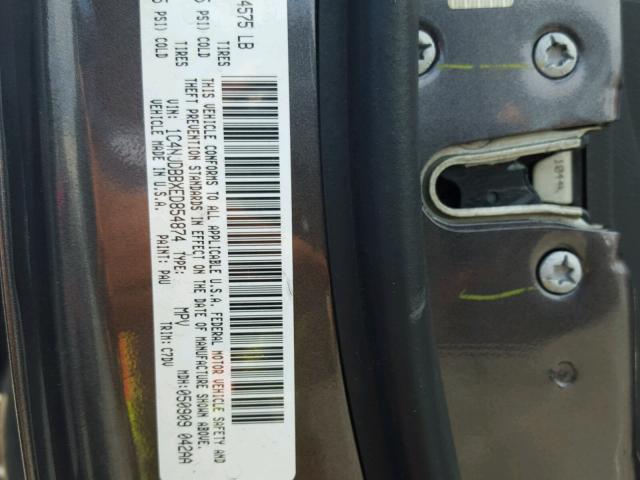 4575 LB
TIRES
TIRES
PSI) COLD
PSI) COLD
THIS VEHICLE CONFORMS TO ALL APPLICABLE U.S.A. FEDERAL MOTOR VEHICLE SAFETY AND
THEFT PREVENTION STANDARDS IN EFFECT ON THE DATE OF MANUFACTURE SHOWN ABOVE.
VIN: 1C4NJDBBXED854874 TYPE: MPV MDH:050909 042AA
VEHICLE MADE IN U.S.A. PAINT: PAU TRIM: C7DV
1044L